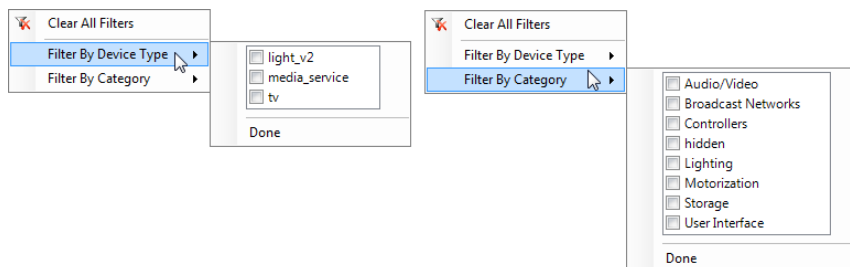 Clear All Filters
Filter By Device Type
Filter By Category
light_v2
media_service
tv
Done
Clear All Filters
Filter By Device Type
Filter By Category
Audio/Video
Broadcast Networks
Controllers
hidden
Lighting
Motorization
Storage
User Interface
Done